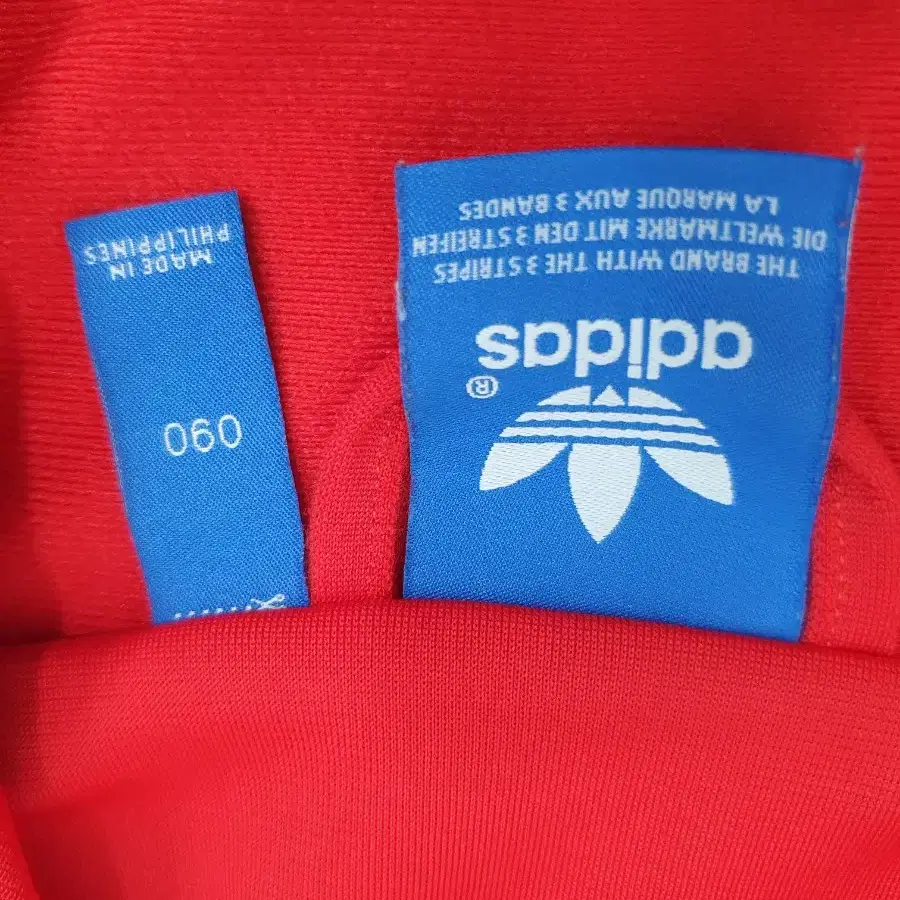 ®
adidas
THE BRAND WITH THE 3 STRIPES
DIE WELTMARKE MIT DEN 3 STREIFEN
LA MARQUE AUX 3 BANDES
090
MADE IN
PHILIPPINES